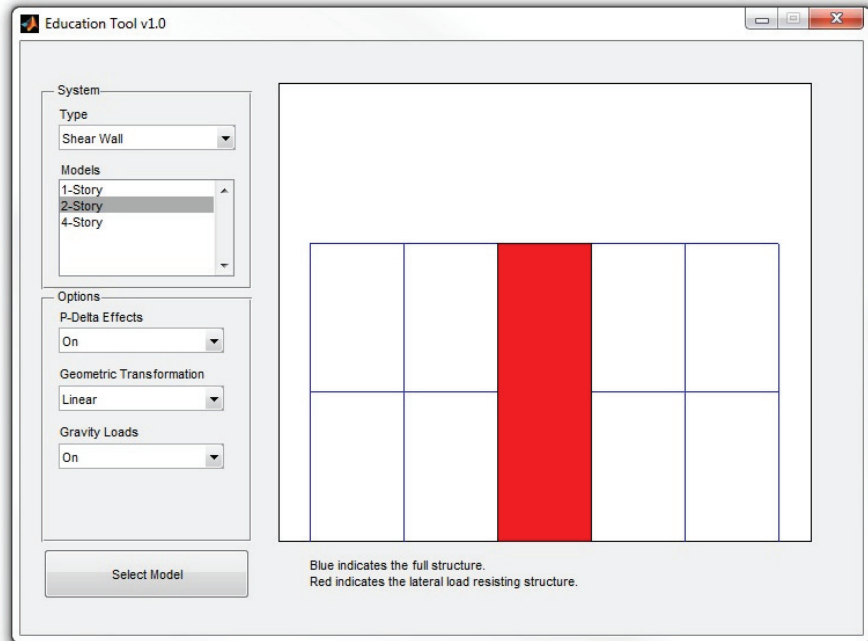 Education Tool v1.0
System
Type
Shear Wall
Models
1-Story
2-Story
4-Story
Options
P-Delta Effects
On
Geometric Transformation
Linear
Gravity Loads
On
Select Model
Blue indicates the full structure.
Red indicates the lateral load resisting structure.